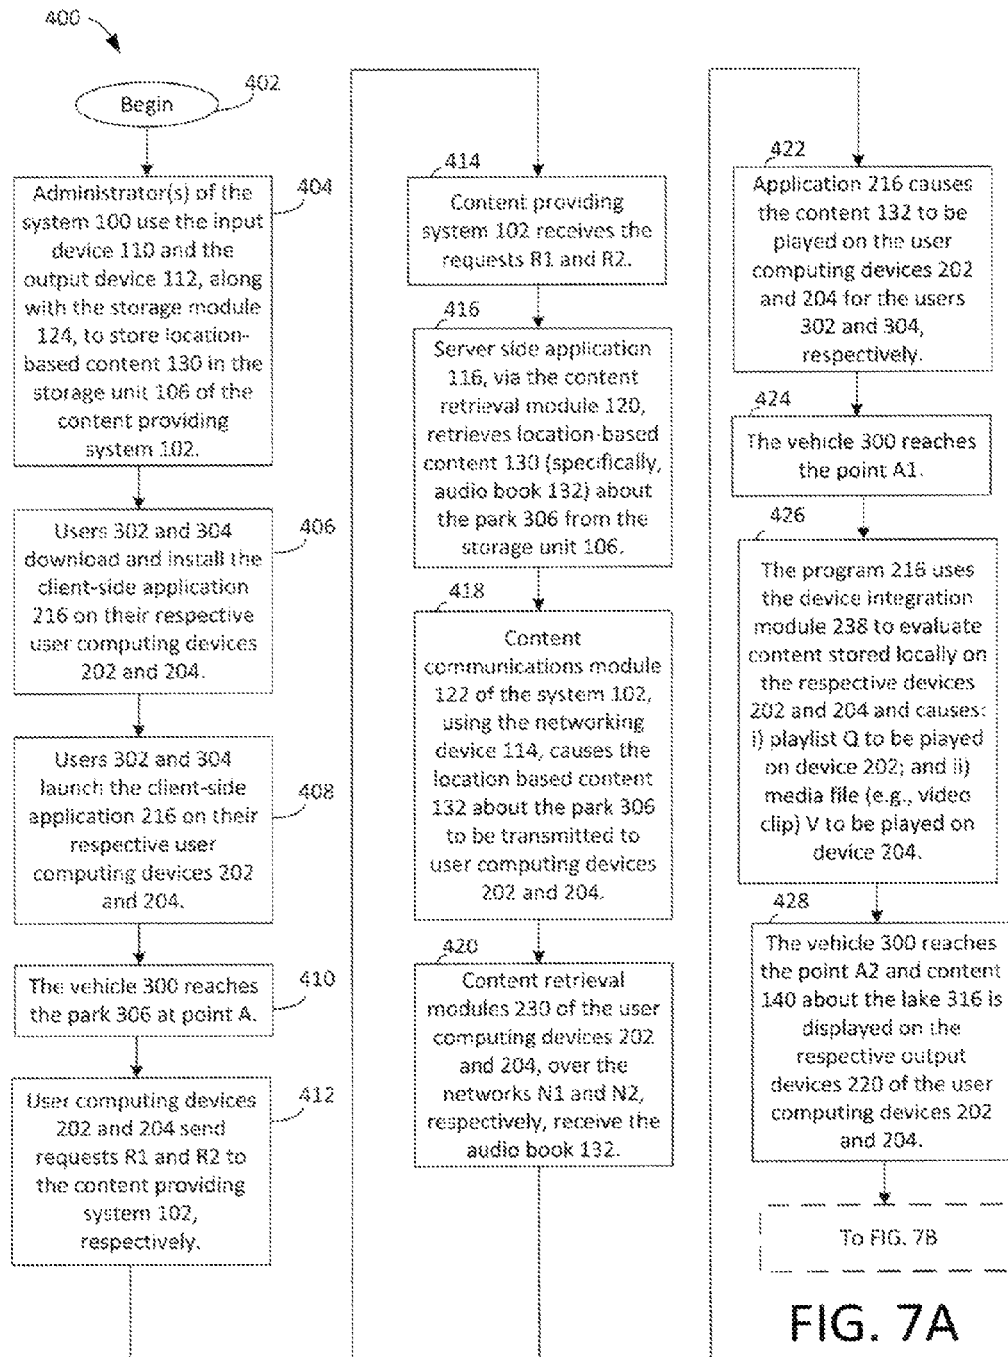 400
402
Begin
404
Administrator(s) of the
system 100 use the input
device 110 and the
output device 112, along
with the storage module
124, to store location-
based content 130 in the
storage unit 106 of the
content providing
system 102.
406
Users 302 and 304
download and install the
client-side application
216 on their respective
user computing devices
202 and 204.
408
Users 302 and 304
launch the client-side
application 216 on their
respective user
computing devices 202
and 204.
410
The vehicle 300 reaches
the park 306 at point A.
412
User computing devices
202 and 204 send
requests R1 and R2 to
the content providing
system 102,
respectively.
414
Content providing
system 102 receives the
requests R1 and R2.
416
Server side application
116, via the content
retrieval module 120,
retrieves location-based
content 130 (specifically,
audio book 132) about
the park 306 from the
storage unit 106.
418
Content
communications module
122 of the system 102,
using the networking
device 114, causes the
location based content
132 about the park 306
to be transmitted to
user computing devices
202 and 204.
420
Content retrieval
modules 230 of the user
computing devices 202
and 204, over the
networks N1 and N2,
respectively, receive the
audio book 132.
422
Application 216 causes
the content 132 to be
played on the user
computing devices 202
and 204 for the users
302 and 304,
respectively.
424
The vehicle 300 reaches
the point A1.
426
The program 216 uses
the device integration
module 238 to evaluate
content stored locally on
the respective devices
202 and 204 and causes:
i) playlist Q to be played
on device 202; and ii)
media file (e.g., video
clip) V to be played on
device 204.
428
The vehicle 300 reaches
the point A2 and content
140 about the lake 316 is
displayed on the
respective output
devices 220 of the user
computing devices 202
and 204.
To FIG. 7B
FIG. 7A